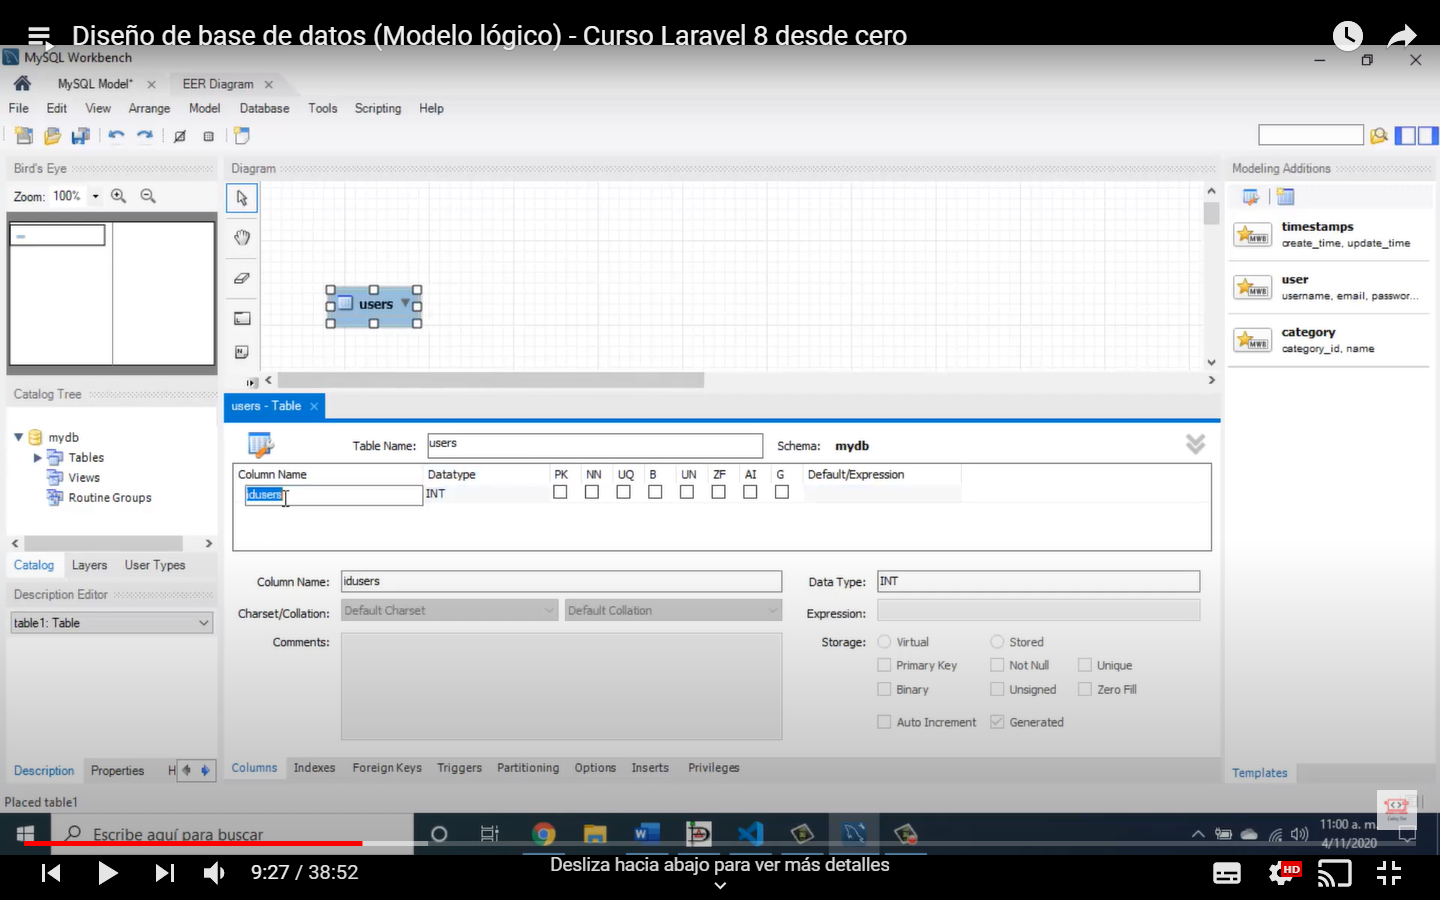 Diseño de base de datos (Modelo lógico) - Curso Laravel 8 desde cero
MySQL Workbench
MySQL Model* EER Diagram
File Edit View Arrange Model Database Tools Scripting Help
Bird's Eye Diagram Modeling Additions
Zoom: 100%
timestamps
create_time, update_time
user
username, email, passwor...
category
category_id, name
users
Catalog Tree
mydb
Tables
Views
Routine Groups
Catalog Layers User Types
Description Editor
table1: Table
Description Properties H
users - Table
Table Name: users Schema: mydb
Column Name Datatype PK NN UQ B UN ZF AI G Default/Expression
idusers INT
Column Name: idusers Data Type: INT
Charset/Collation: Default Charset Default Collation Expression:
Comments: Storage: Virtual Stored
Primary Key Not Null Unique
Binary Unsigned Zero Fill
Auto Increment Generated
Columns Indexes Foreign Keys Triggers Partitioning Options Inserts Privileges
Templates
Placed table1
Escribe aquí para buscar
11:00 a. m.
4/11/2020
Desliza hacia abajo para ver más detalles
9:27 / 38:52
HD